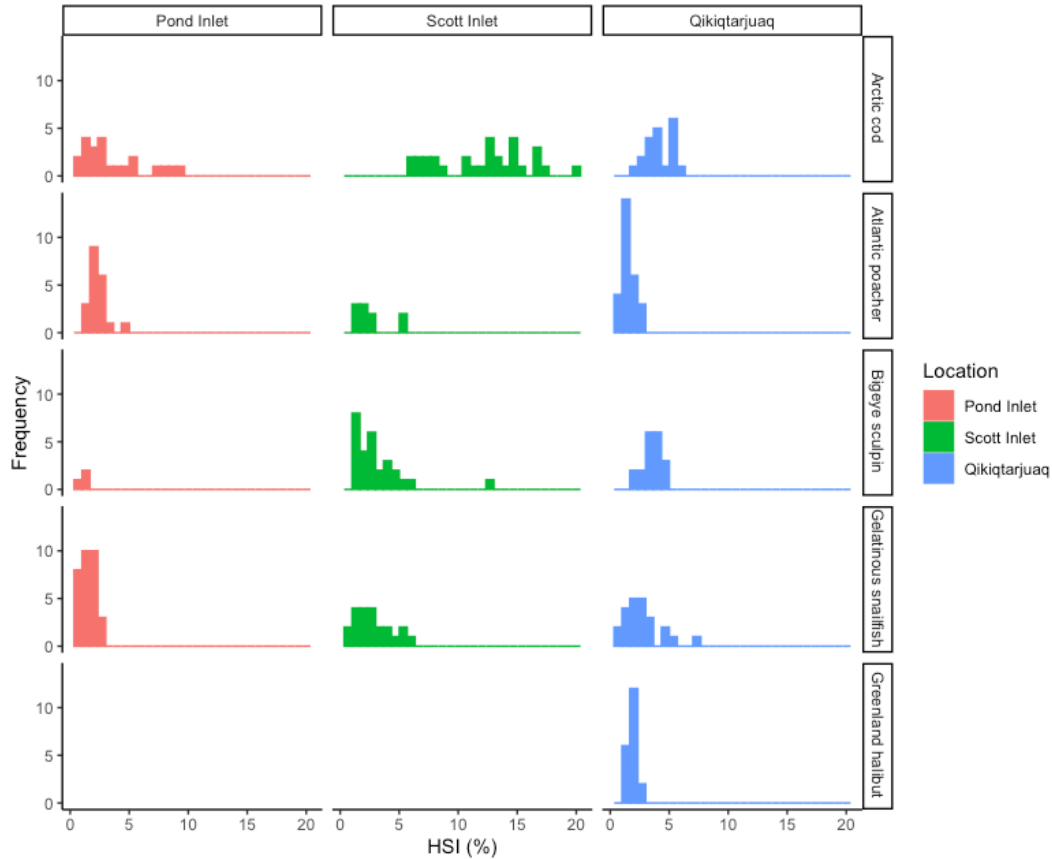 Pond Inlet
Scott Inlet
Qikiqtarjuaq
10
5
0
Arctic cod
10
5
0
Atlantic poacher
10
5
0
Bigeye sculpin
10
5
0
Gelatinous snailfish
10
5
0
Greenland halibut
Frequency
0 5 10 15 20
0 5 10 15 20
0 5 10 15 20
HSI (%)
Location
Pond Inlet
Scott Inlet
Qikiqtarjuaq